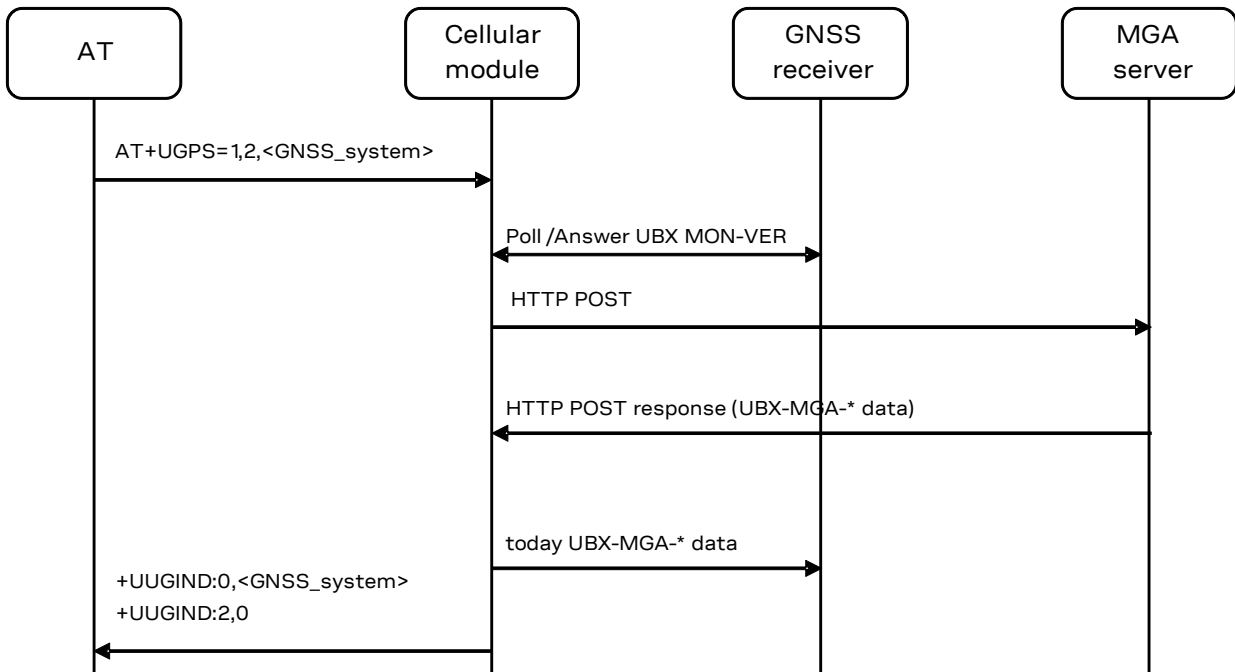 AT
Cellular
module
GNSS
receiver
MGA
server
AT+UGPS=1,2,<GNSS_system>
Poll /Answer UBX MON-VER
HTTP POST
HTTP POST response (UBX-MGA-* data)
today UBX-MGA-* data
+UUGIND:0,<GNSS_system>
+UUGIND:2,0